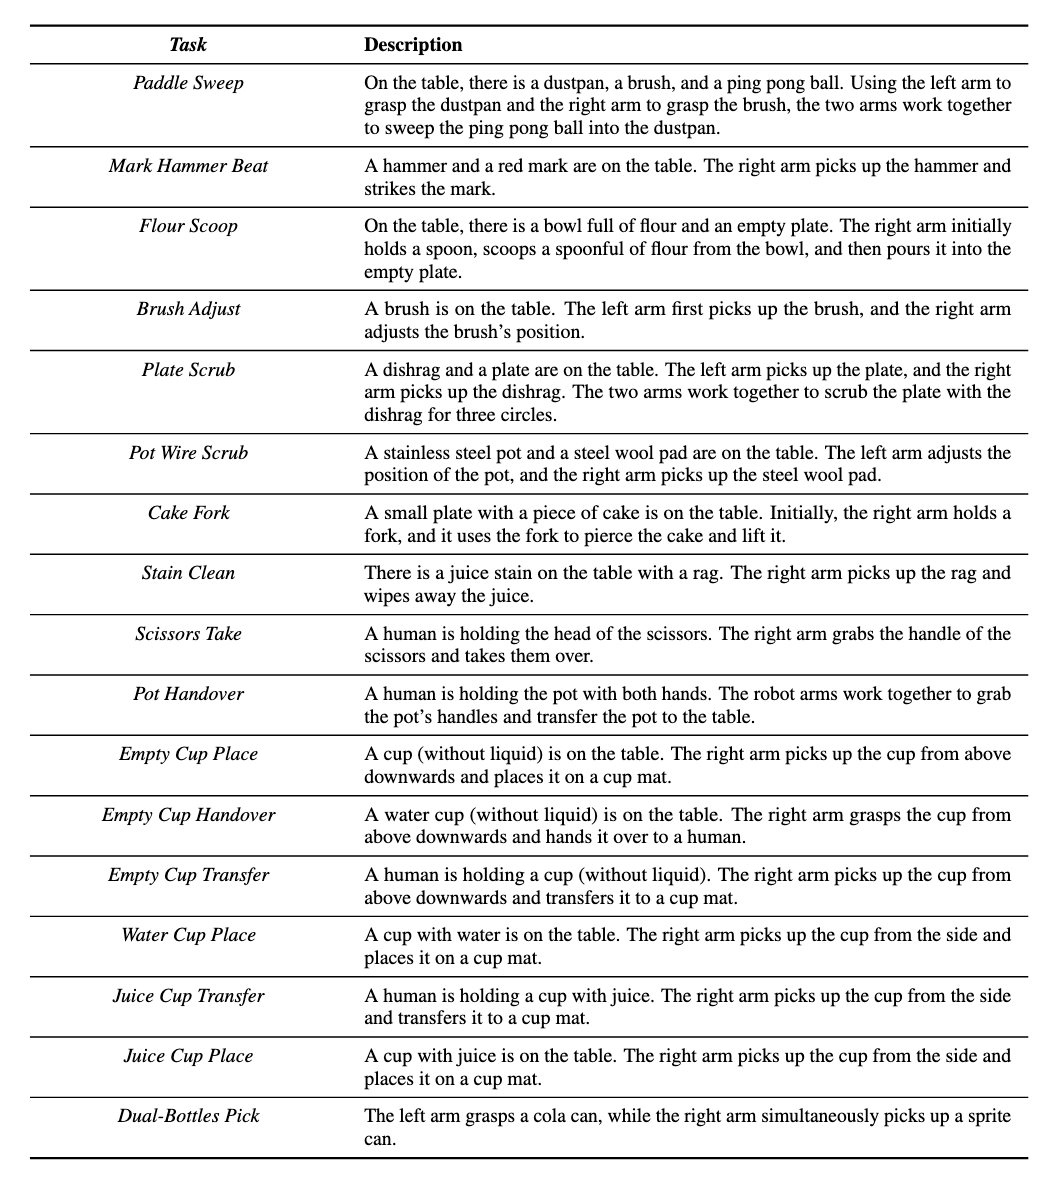 Task Description
Paddle Sweep On the table, there is a dustpan, a brush, and a ping pong ball. Using the left arm to
grasp the dustpan and the right arm to grasp the brush, the two arms work together
to sweep the ping pong ball into the dustpan.
Mark Hammer Beat A hammer and a red mark are on the table. The right arm picks up the hammer and
strikes the mark.
Flour Scoop On the table, there is a bowl full of flour and an empty plate. The right arm initially
holds a spoon, scoops a spoonful of flour from the bowl, and then pours it into the
empty plate.
Brush Adjust A brush is on the table. The left arm first picks up the brush, and the right arm
adjusts the brush's position.
Plate Scrub A dishrag and a plate are on the table. The left arm picks up the plate, and the right
arm picks up the dishrag. The two arms work together to scrub the plate with the
dishrag for three circles.
Pot Wire Scrub A stainless steel pot and a steel wool pad are on the table. The left arm adjusts the
position of the pot, and the right arm picks up the steel wool pad.
Cake Fork A small plate with a piece of cake is on the table. Initially, the right arm holds a
fork, and it uses the fork to pierce the cake and lift it.
Stain Clean There is a juice stain on the table with a rag. The right arm picks up the rag and
wipes away the juice.
Scissors Take A human is holding the head of the scissors. The right arm grabs the handle of the
scissors and takes them over.
Pot Handover A human is holding the pot with both hands. The robot arms work together to grab
the pot's handles and transfer the pot to the table.
Empty Cup Place A cup (without liquid) is on the table. The right arm picks up the cup from above
downwards and places it on a cup mat.
Empty Cup Handover A water cup (without liquid) is on the table. The right arm grasps the cup from
above downwards and hands it over to a human.
Empty Cup Transfer A human is holding a cup (without liquid). The right arm picks up the cup from
above downwards and transfers it to a cup mat.
Water Cup Place A cup with water is on the table. The right arm picks up the cup from the side and
places it on a cup mat.
Juice Cup Transfer A human is holding a cup with juice. The right arm picks up the cup from the side
and transfers it to a cup mat.
Juice Cup Place A cup with juice is on the table. The right arm picks up the cup from the side and
places it on a cup mat.
Dual-Bottles Pick The left arm grasps a cola can, while the right arm simultaneously picks up a sprite
can.